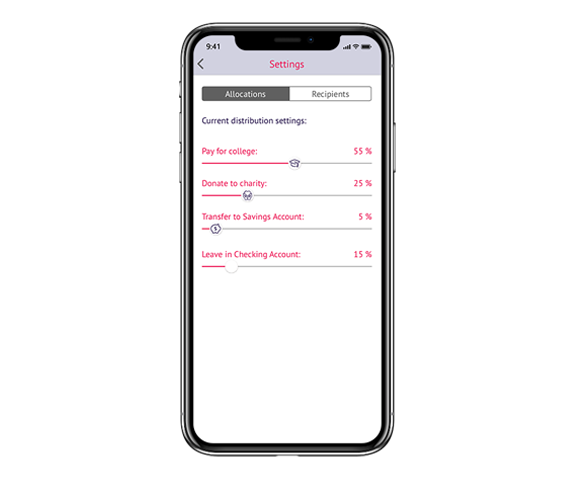 9:41
Settings
Allocations Recipients
Current distribution settings:
Pay for college: 55 %
Donate to charity: 25 %
Transfer to Savings Account: 5 %
$
Leave in Checking Account: 15 %